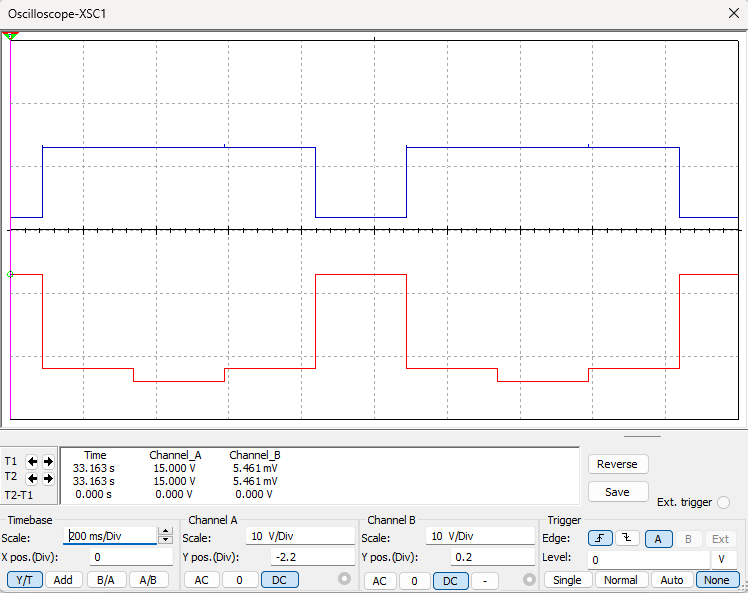 Oscilloscope-XSC1
Time Channel_A Channel_B
T1 33.163 s 15.000 V 5.461 mV
T2 33.163 s 15.000 V 5.461 mV
T2-T1 0.000 s 0.000 V 0.000 V
Reverse
Save
Ext. trigger
Timebase
Scale: 200 ms/Div
X pos.(Div): 0
Y/T Add B/A A/B
Channel A
Scale: 10 V/Div
Y pos.(Div): -2.2
AC 0 DC
Channel B
Scale: 10 V/Div
Y pos.(Div): 0.2
AC 0 DC -
Trigger
Edge: A B Ext
Level: 0 V
Single Normal Auto None